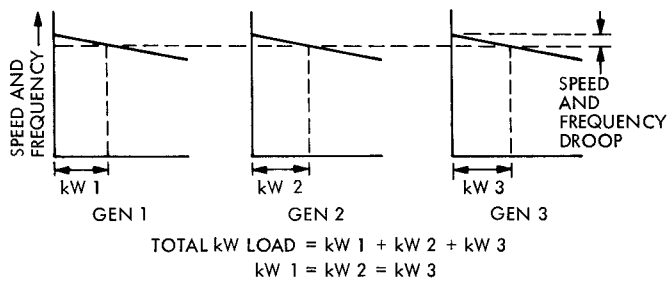 SPEED AND
FREQUENCY
SPEED
AND
FREQUENCY
DROOP
kW 1
kW 2
kW 3
GEN 1
GEN 2
GEN 3
TOTAL kW LOAD = kW 1 + kW 2 + kW 3
kW 1 = kW 2 = kW 3